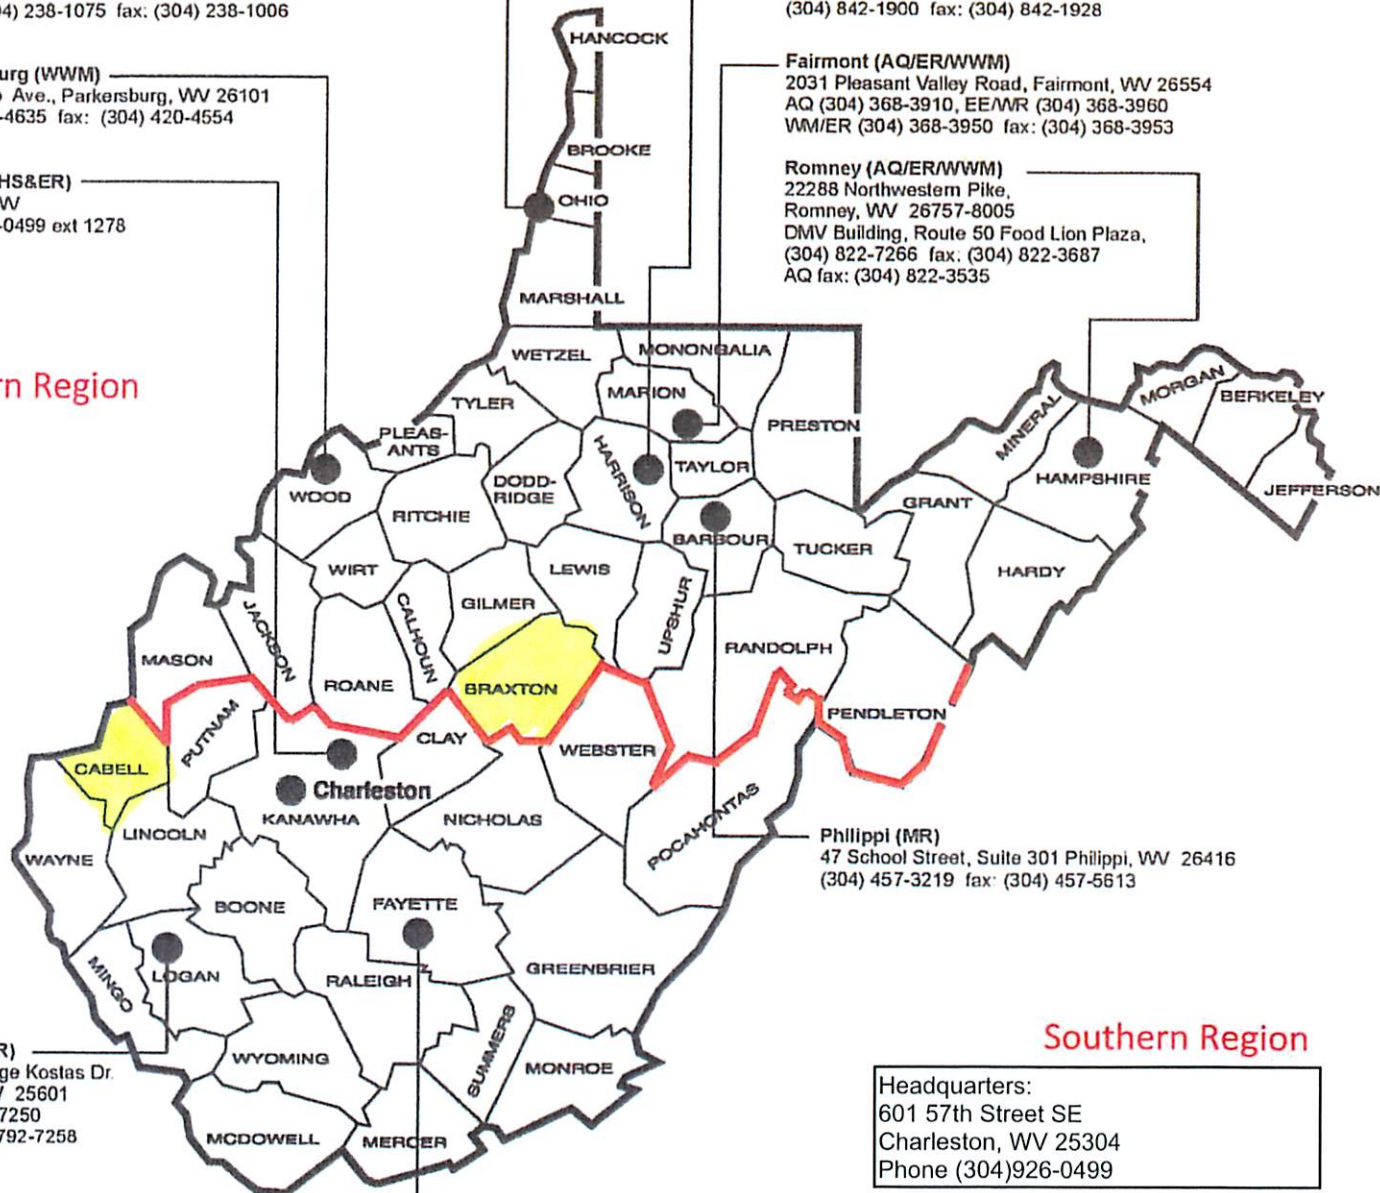 4) 238-1075 fax: (304) 238-1006
(304) 842-1900 fax: (304) 842-1928
urg (WWM)
Ave., Parkersburg, WV 26101
-4635 fax: (304) 420-4554
Fairmont (AQ/ER/WWM)
2031 Pleasant Valley Road, Fairmont, WV 26554
AQ (304) 368-3910, EE/WR (304) 368-3960
WM/ER (304) 368-3950 fax: (304) 368-3953
HS&ER)
W
-0499 ext 1278
Romney (AQ/ER/WWM)
22288 Northwestern Pike,
Romney, WV 26757-8005
DMV Building, Route 50 Food Lion Plaza,
(304) 822-7266 fax: (304) 822-3687
AQ fax: (304) 822-3535
rn Region
HANCOCK
BROOKE
OHIO
MARSHALL
WETZEL
MONONGALIA
MARION
TYLER
PRESTON
PLEAS-
ANTS
HARRISON
TAYLOR
DODD-
RIDGE
WOOD
RITCHIE
BARBOUR
TUCKER
GRANT
MINERAL
HAMPSHIRE
MORGAN
BERKELEY
JEFFERSON
HARDY
WIRT
LEWIS
GILMER
CALHOUN
UPSHUR
RANDOLPH
JACKSON
MASON
ROANE
BRAXTON
PENDLETON
PUTNAM
CLAY
WEBSTER
CABELL
Charleston
KANAWHA
NICHOLAS
POCAHONTAS
LINCOLN
WAYNE
BOONE
FAYETTE
GREENBRIER
MINGO
LOGAN
RALEIGH
SUMMERS
WYOMING
MONROE
MCDOWELL
MERCER
Philippi (MR)
47 School Street, Suite 301 Philippi, WV 26416
(304) 457-3219 fax: (304) 457-5613
R)
ge Kostas Dr.
V 25601
7250
792-7258
Southern Region
Headquarters:
601 57th Street SE
Charleston, WV 25304
Phone (304)926-0499